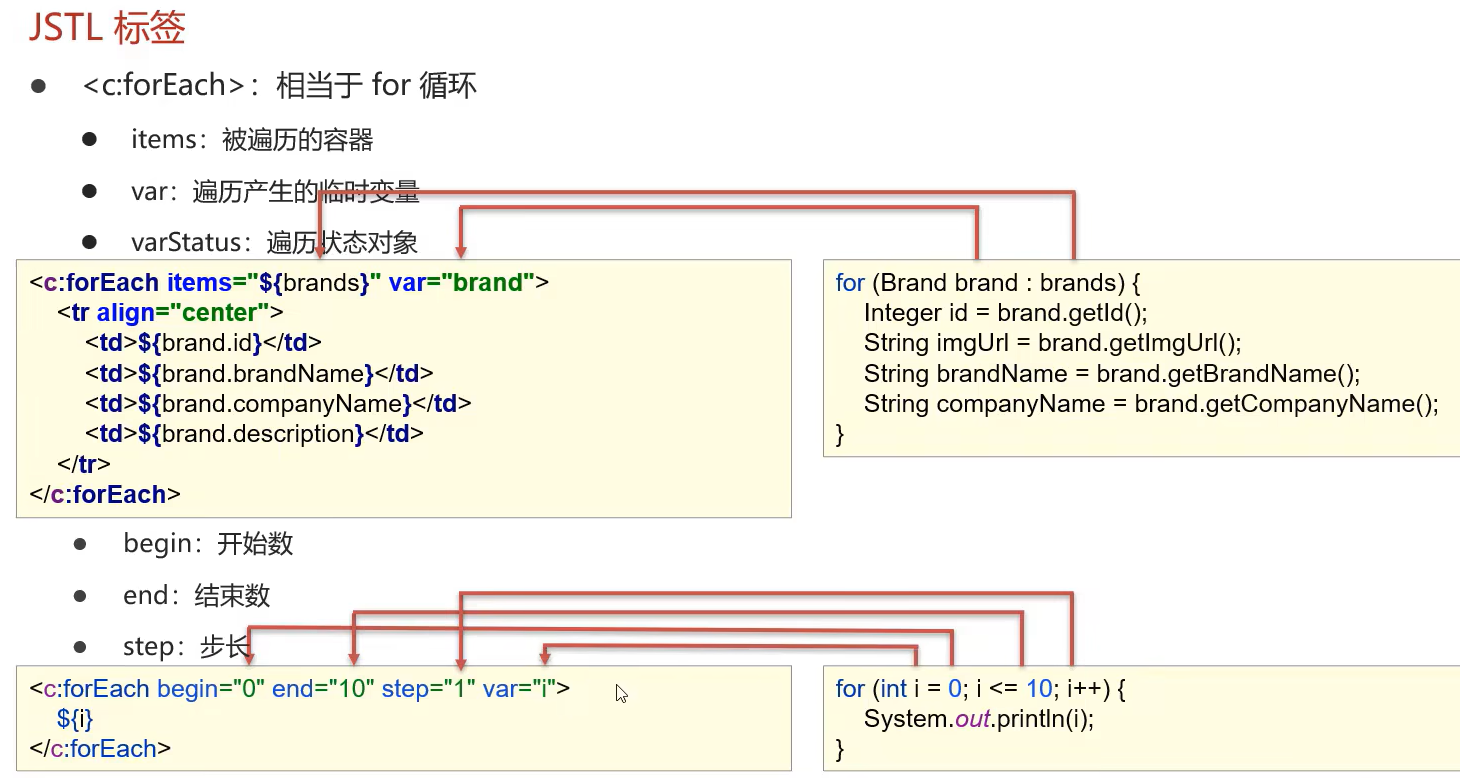 JSTL 标签
● <c:forEach>：相当于 for 循环
● items：被遍历的容器
● var：遍历产生的临时变量
● varStatus：遍历状态对象
<c:forEach items="${brands}" var="brand">
<tr align="center">
<td>${brand.id}</td>
<td>${brand.brandName}</td>
<td>${brand.companyName}</td>
<td>${brand.description}</td>
</tr>
</c:forEach>
for (Brand brand : brands) {
Integer id = brand.getId();
String imgUrl = brand.getImgUrl();
String brandName = brand.getBrandName();
String companyName = brand.getCompanyName();
}
● begin：开始数
● end：结束数
● step：步长
<c:forEach begin="0" end="10" step="1" var="i">
${i}
</c:forEach>
for (int i = 0; i <= 10; i++) {
System.out.println(i);
}